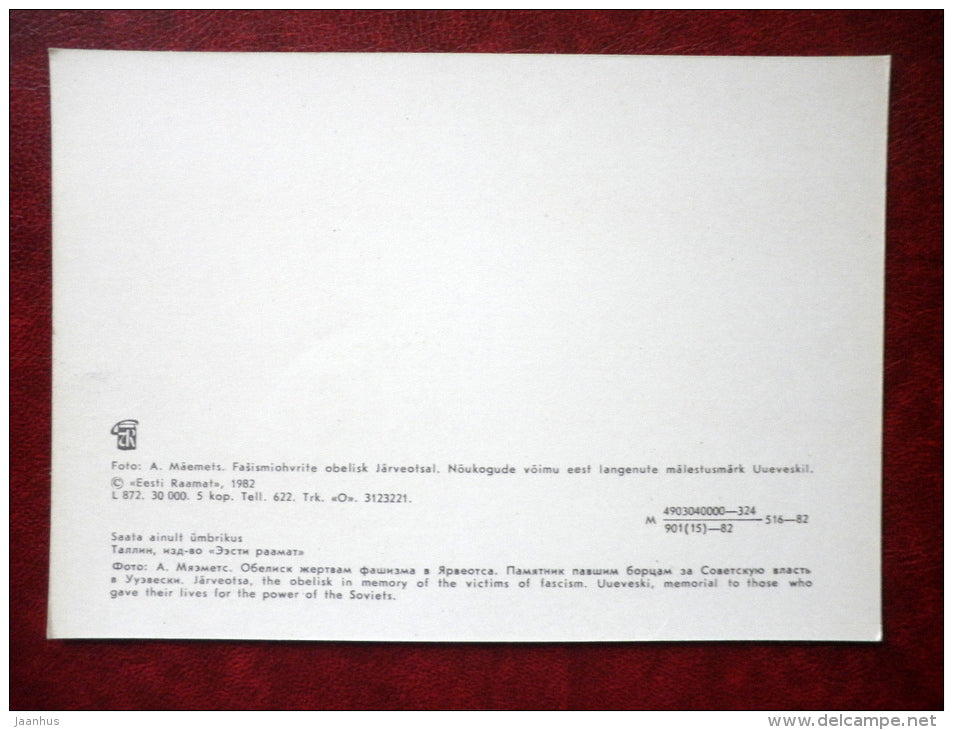 Foto: A. Mäemets. Fašismiohvrite obelisk Järveotsal. Nõukogude võimu eest langenute mälestusmärk Uueveskil.
© «Eesti Raamat», 1982
L 872. 30 000. 5 kop. Tell. 622. Trk. «O». 3123221.
М 4903040000—324
901(15)—82 516—82
Saata ainult ümbrikus
Таллин, изд-во «Ээсти раамат»
Фото: А. Мяэметс. Обелиск жертвам фашизма в Ярвеотса. Памятник павшим борцам за Советскую власть
в Ууэвески. Järveotsa, the obelisk in memory of the victims of fascism. Uueveski, memorial to those who
gave their lives for the power of the Soviets.
jaanhus
delcampe.net